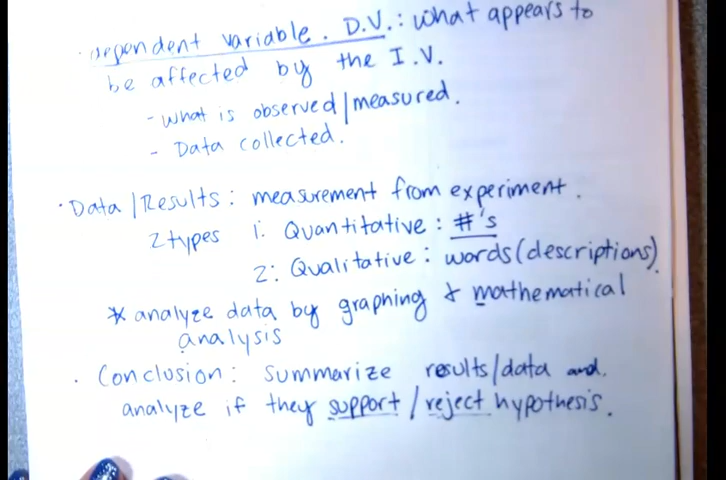 · Dependent variable. D.V.: what appears to
be affected by the I.V.
- What is observed/measured.
- Data collected.
· Data/Results: measurement from experiment.
2 types 1: Quantitative: #'s
2: Qualitative: words (descriptions)
* analyze data by graphing & mathematical
analysis
· Conclusion: summarize results/data and
analyze if they support/reject hypothesis.